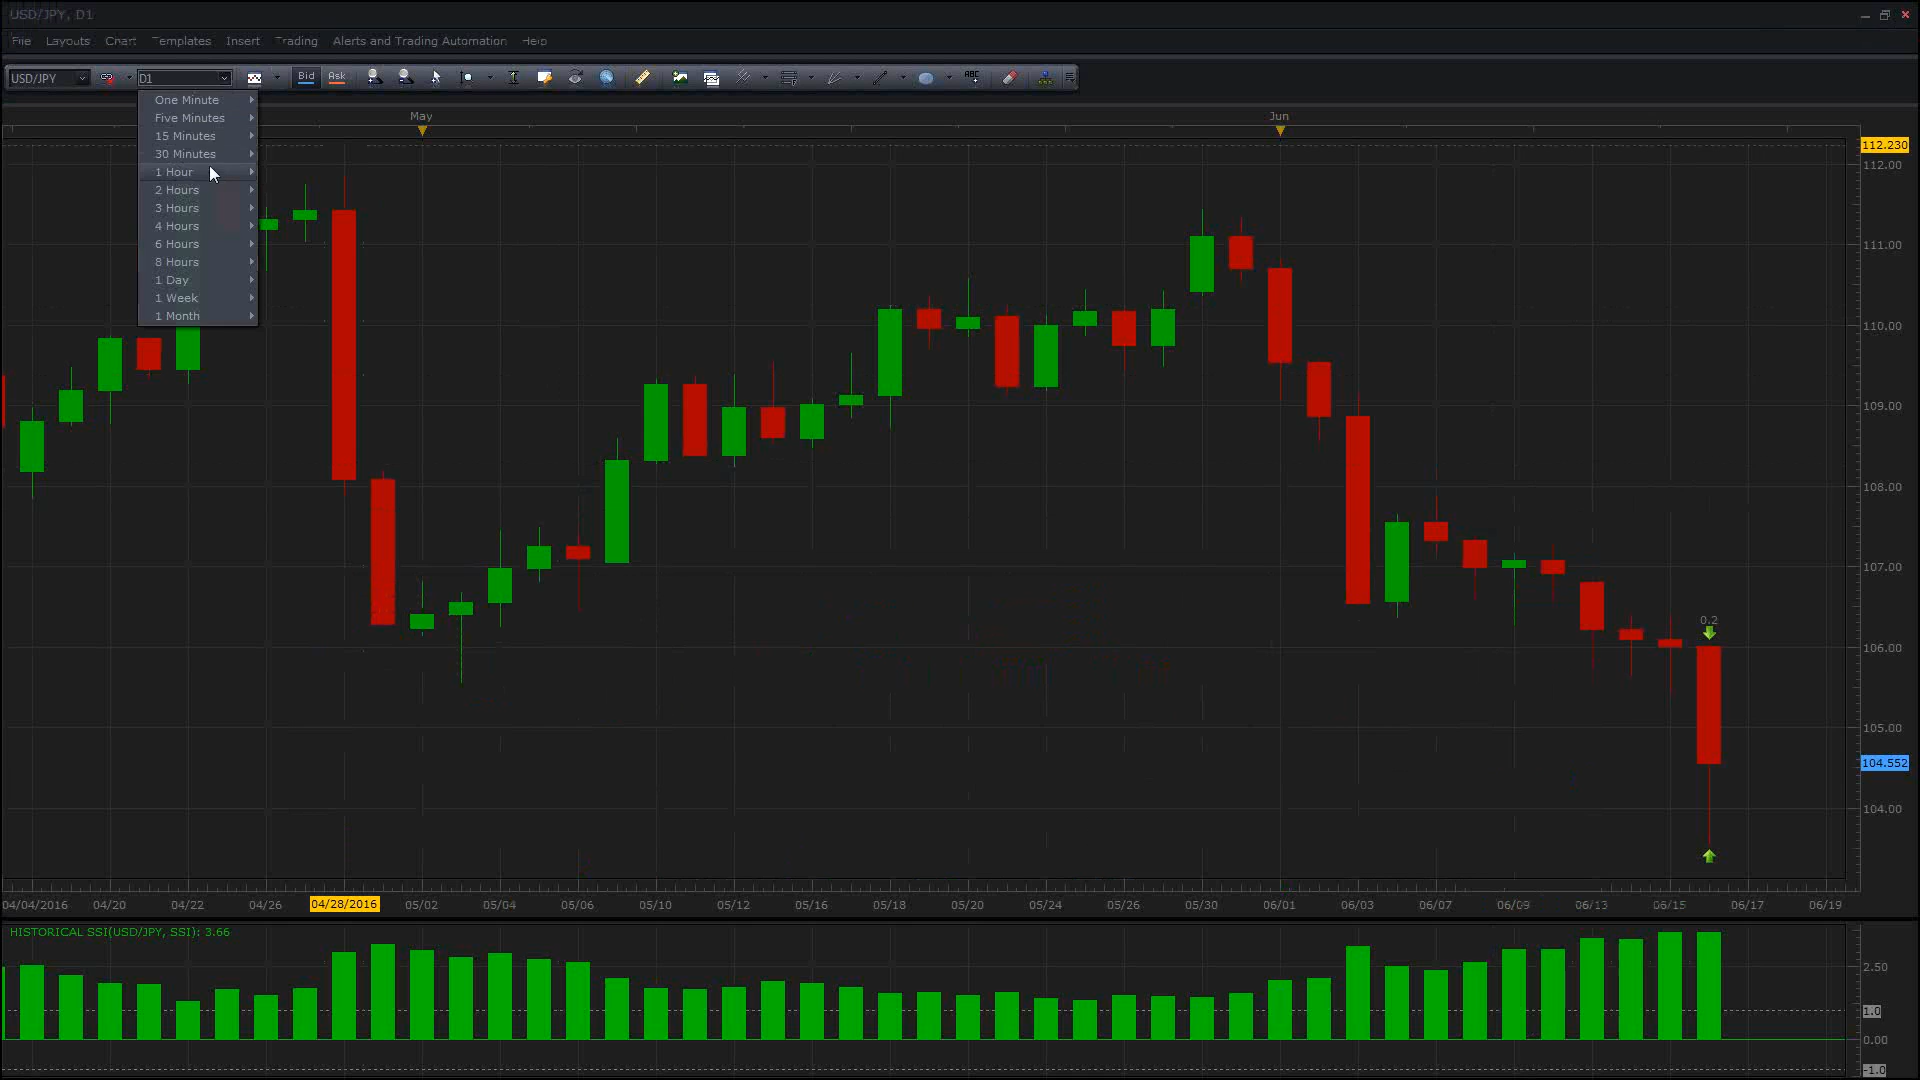 USD/JPY, D1
File Layouts Chart Templates Insert Trading Alerts and Trading Automation Help
USD/JPY D1 Bid Ask ABC
One Minute
Five Minutes
15 Minutes
30 Minutes
1 Hour
2 Hours
3 Hours
4 Hours
6 Hours
8 Hours
1 Day
1 Week
1 Month
May Jun
112.230
112.00
111.00
110.00
109.00
108.00
107.00
0.2
106.00
105.00
104.552
104.00
04/04/2016 04/20 04/22 04/26 04/28/2016 05/02 05/04 05/06 05/10 05/12 05/16 05/18 05/20 05/24 05/26 05/30 06/01 06/03 06/07 06/09 06/13 06/15 06/17 06/19
HISTORICAL SSI(USD/JPY, SSI): 3.66
2.50
1.0
0.00
-1.0